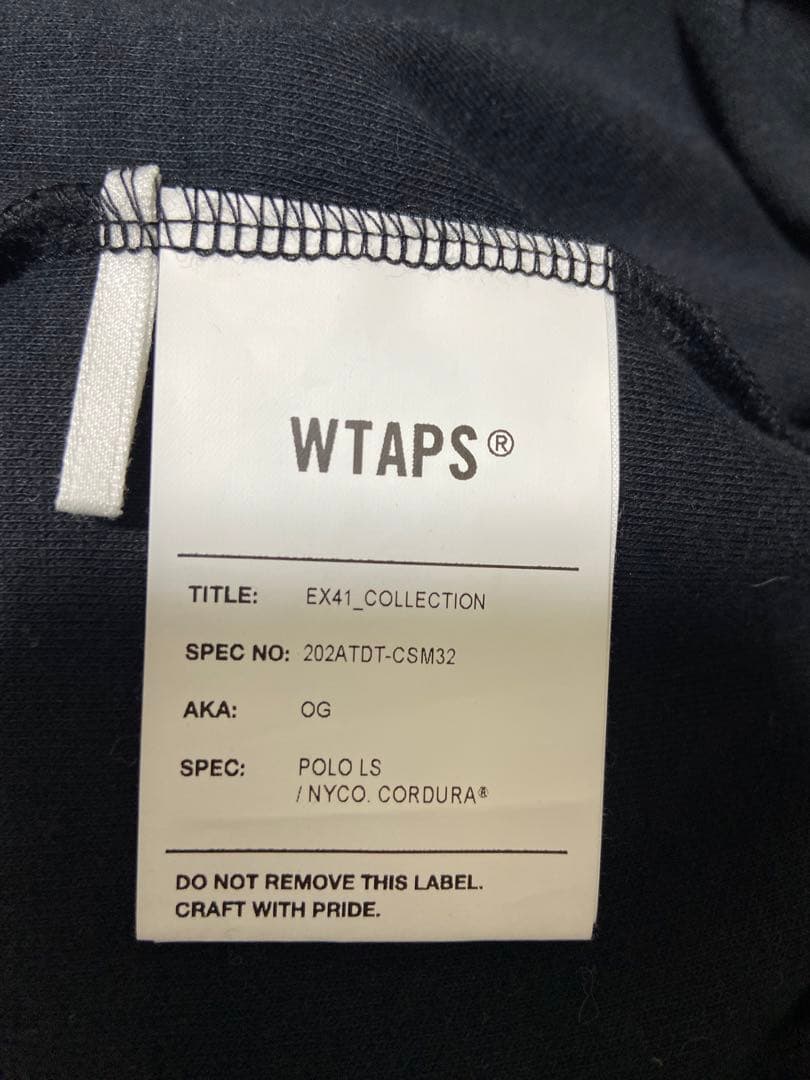 WTAPS®
TITLE: EX41_COLLECTION
SPEC NO: 202ATDT-CSM32
AKA: OG
SPEC: POLO LS
/ NYCO. CORDURA®
DO NOT REMOVE THIS LABEL.
CRAFT WITH PRIDE.